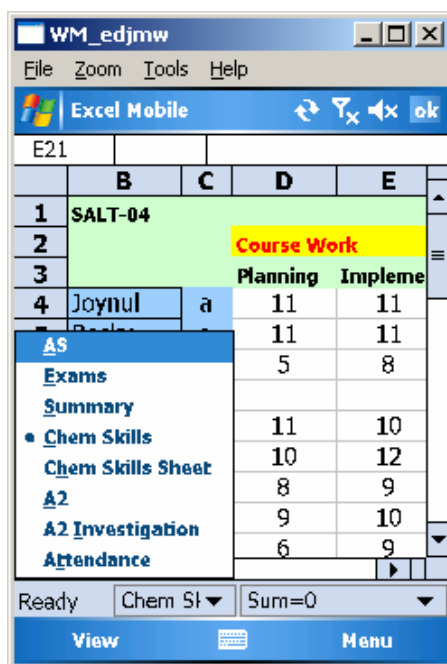 WM_edjmw
File Zoom Tools Help
Excel Mobile ok
E21
B C D E
1 SALT-04
2 Course Work
3 Planning Impleme
4 Joynul a 11 11
11 11
AS 5 8
Exams
Summary 11 10
Chem Skills 10 12
Chem Skills Sheet 8 9
A2 9 10
A2 Investigation 6 9
Attendance
Ready Chem Sk Sum=0
View Menu